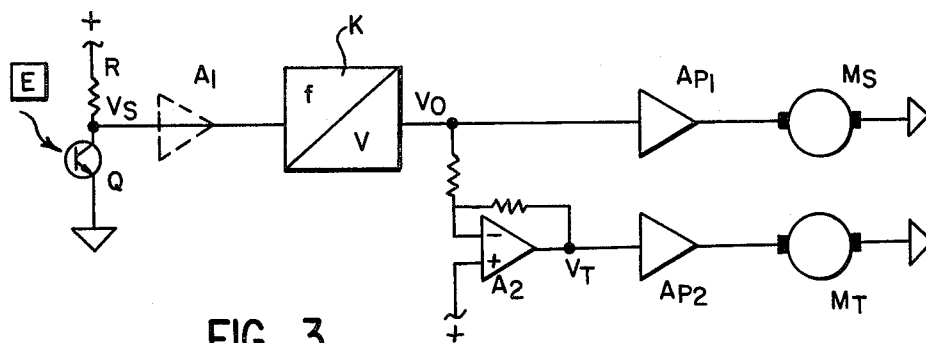 +
R
E
VS
A1
K
f
V
VO
AP1
MS
Q
-
+
A2
VT
AP2
MT
+
FIG. 3